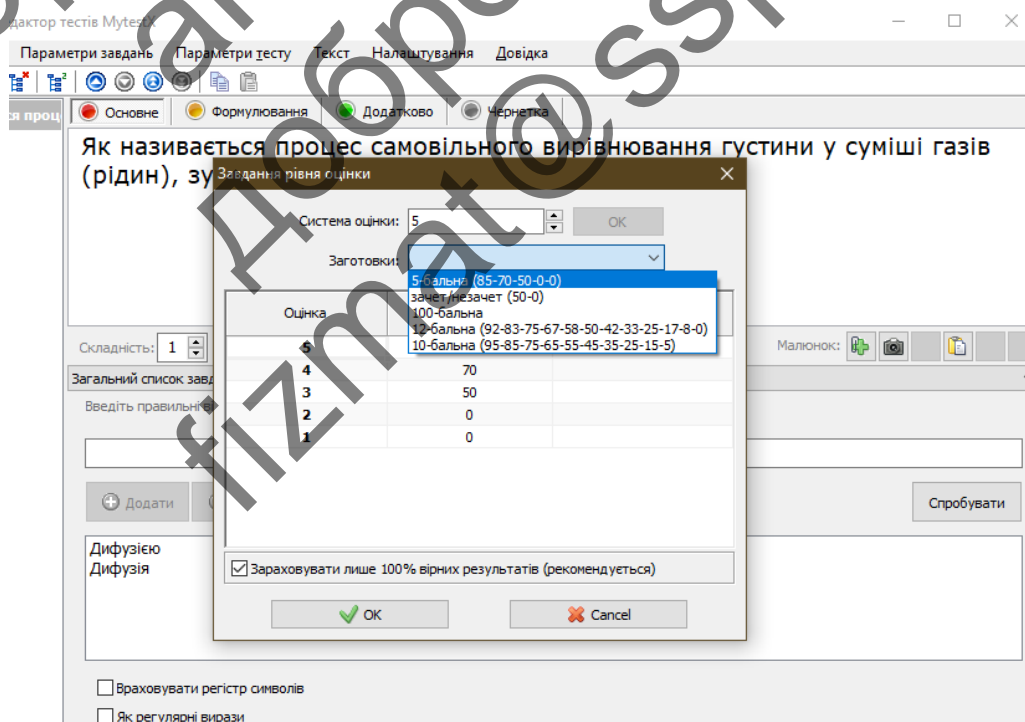 дактор тестів MytestX
Параметри завдань Параметри тесту Текст Налаштування Довідка
ся проц
Основне Формулювання Додатково Чернетка
Як називається процес самовільного вирівнювання густини у суміші газів
(рідин), зу
Завдання рівня оцінки
Система оцінки: 5 OK
Заготовки:
5-бальна (85-70-50-0-0)
зачет/незачет (50-0)
100-бальна
12-бальна (92-83-75-67-58-50-42-33-25-17-8-0)
10-бальна (95-85-75-65-55-45-35-25-15-5)
Оцінка
5
4 70
3 50
2 0
1 0
Складність: 1
Малюнок:
Загальний список завд
Введіть правильні в
Додати
Спробувати
Дифузією
Дифузія
Зараховувати лише 100% вірних результатів (рекомендується)
OK Cancel
Враховувати регістр символів
Як регулярні вирази
fizmat@ssp